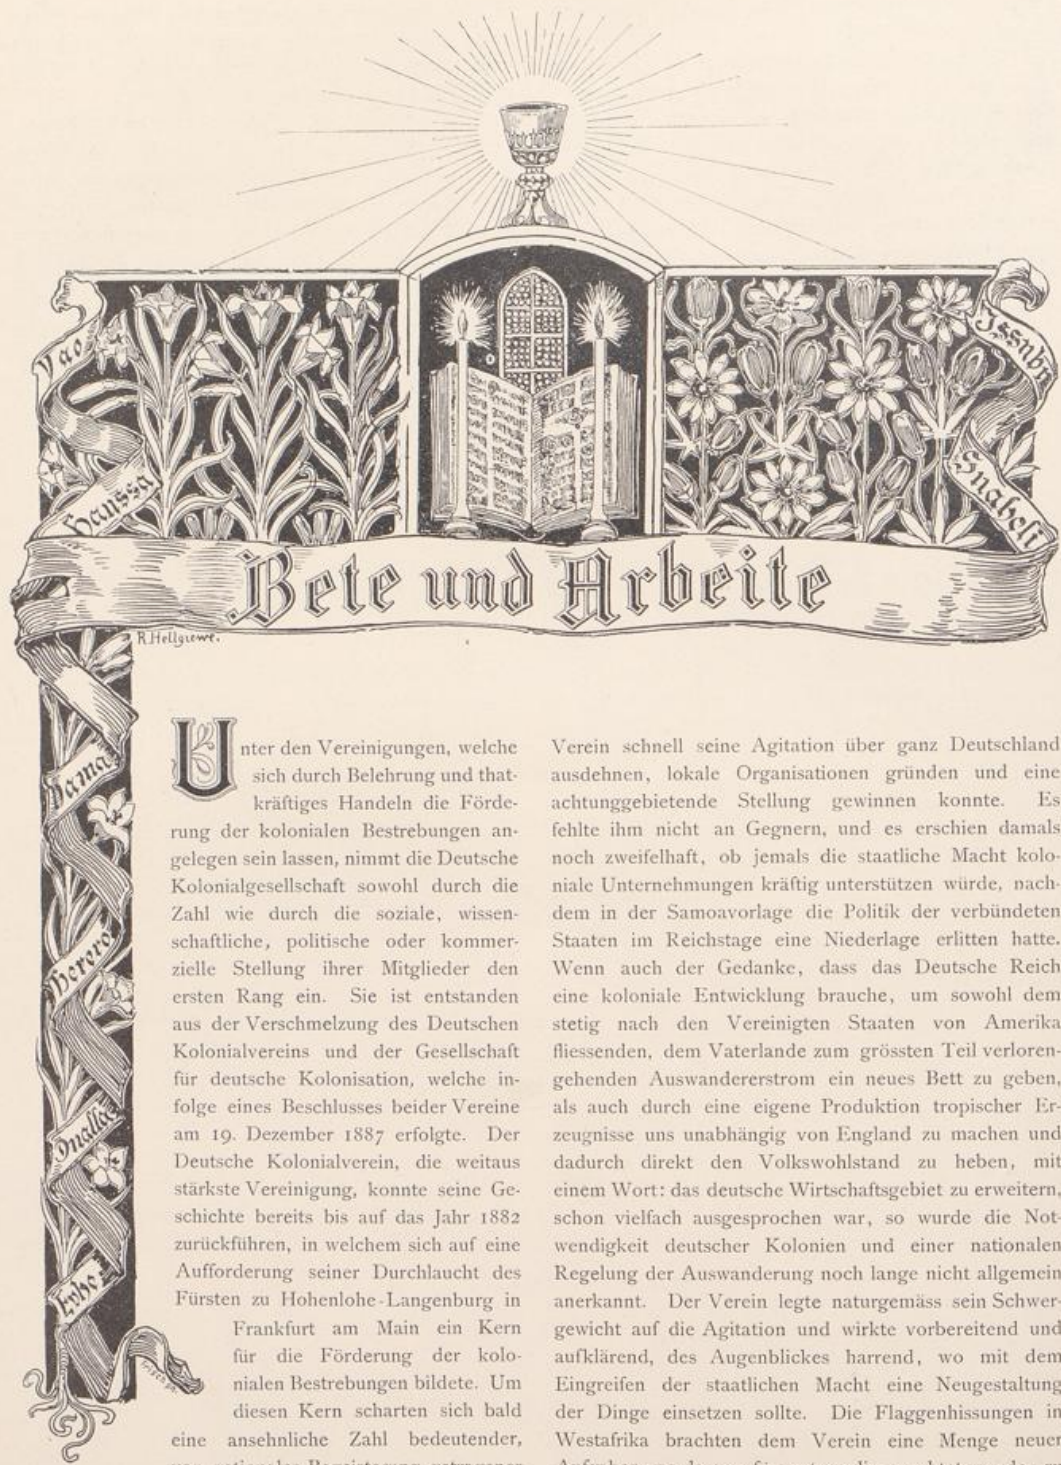 Yao
Haussa
Bete und Arbeite
R. Hellgrewe.
Nama
Herero
Dualla
Evhe
Unter den Vereinigungen, welche
sich durch Belehrung und that-
kräftiges Handeln die Förde-
rung der kolonialen Bestrebungen an-
gelegen sein lassen, nimmt die Deutsche
Kolonialgesellschaft sowohl durch die
Zahl wie durch die soziale, wissen-
schaftliche, politische oder kommer-
zielle Stellung ihrer Mitglieder den
ersten Rang ein. Sie ist entstanden
aus der Verschmelzung des Deutschen
Kolonialvereins und der Gesellschaft
für deutsche Kolonisation, welche in-
folge eines Beschlusses beider Vereine
am 19. Dezember 1887 erfolgte. Der
Deutsche Kolonialverein, die weitaus
stärkste Vereinigung, konnte seine Ge-
schichte bereits bis auf das Jahr 1882
zurückführen, in welchem sich auf eine
Aufforderung seiner Durchlaucht des
Fürsten zu Hohenlohe-Langenburg in
Frankfurt am Main ein Kern
für die Förderung der kolo-
nialen Bestrebungen bildete. Um
diesen Kern scharten sich bald
eine ansehnliche Zahl bedeutender,
Verein schnell seine Agitation über ganz Deutschland
ausdehnen, lokale Organisationen gründen und eine
achtunggebietende Stellung gewinnen konnte. Es
fehlte ihm nicht an Gegnern, und es erschien damals
noch zweifelhaft, ob jemals die staatliche Macht kolo-
niale Unternehmungen kräftig unterstützen würde, nach-
dem in der Samoavorlage die Politik der verbündeten
Staaten im Reichstage eine Niederlage erlitten hatte.
Wenn auch der Gedanke, dass das Deutsche Reich
eine koloniale Entwicklung brauche, um sowohl dem
stetig nach den Vereinigten Staaten von Amerika
fliessenden, dem Vaterlande zum grössten Teil verloren-
gehenden Auswandererstrom ein neues Bett zu geben,
als auch durch eine eigene Produktion tropischer Er-
zeugnisse uns unabhängig von England zu machen und
dadurch direkt den Volkswohlstand zu heben, mit
einem Wort: das deutsche Wirtschaftsgebiet zu erweitern,
schon vielfach ausgesprochen war, so wurde die Not-
wendigkeit deutscher Kolonien und einer nationalen
Regelung der Auswanderung noch lange nicht allgemein
anerkannt. Der Verein legte naturgemäss sein Schwer-
gewicht auf die Agitation und wirkte vorbereitend und
aufklärend, des Augenblickes harrend, wo mit dem
Eingreifen der staatlichen Macht eine Neugestaltung
der Dinge einsetzen sollte. Die Flaggenhissungen in
Westafrika brachten dem Verein eine Menge neuer